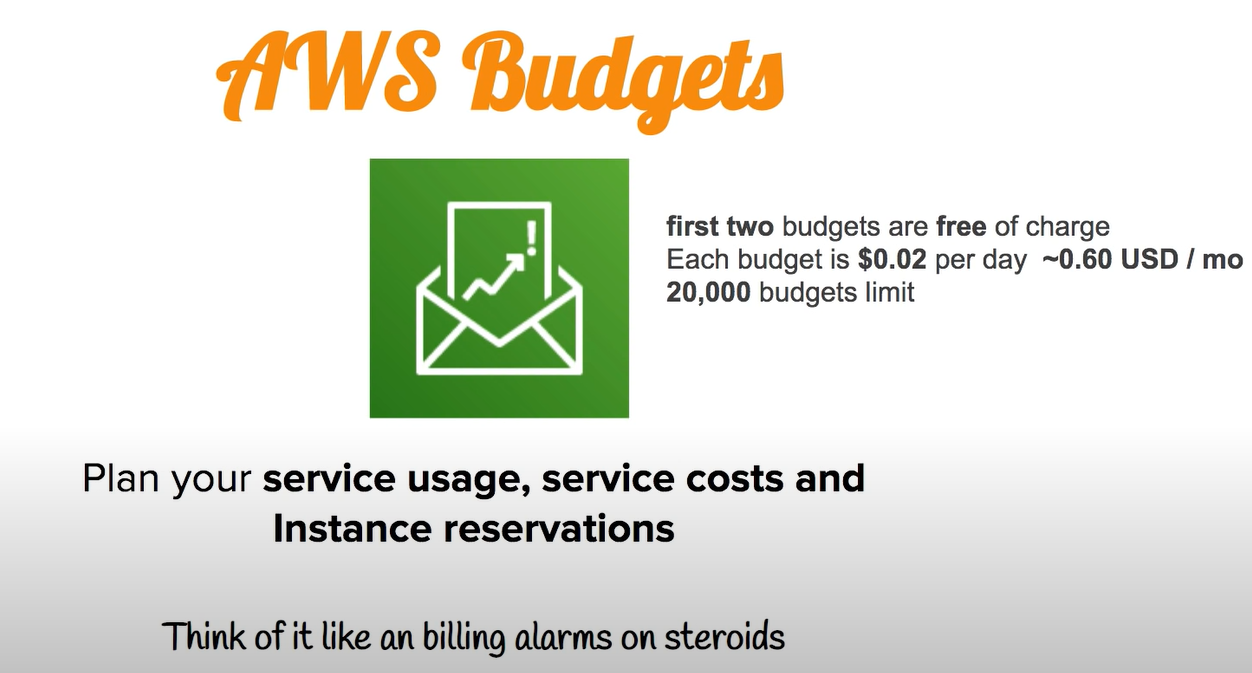 AWS Budgets
first two budgets are free of charge
Each budget is $0.02 per day ~0.60 USD / mo
20,000 budgets limit
Plan your service usage, service costs and
Instance reservations
Think of it like an billing alarms on steroids